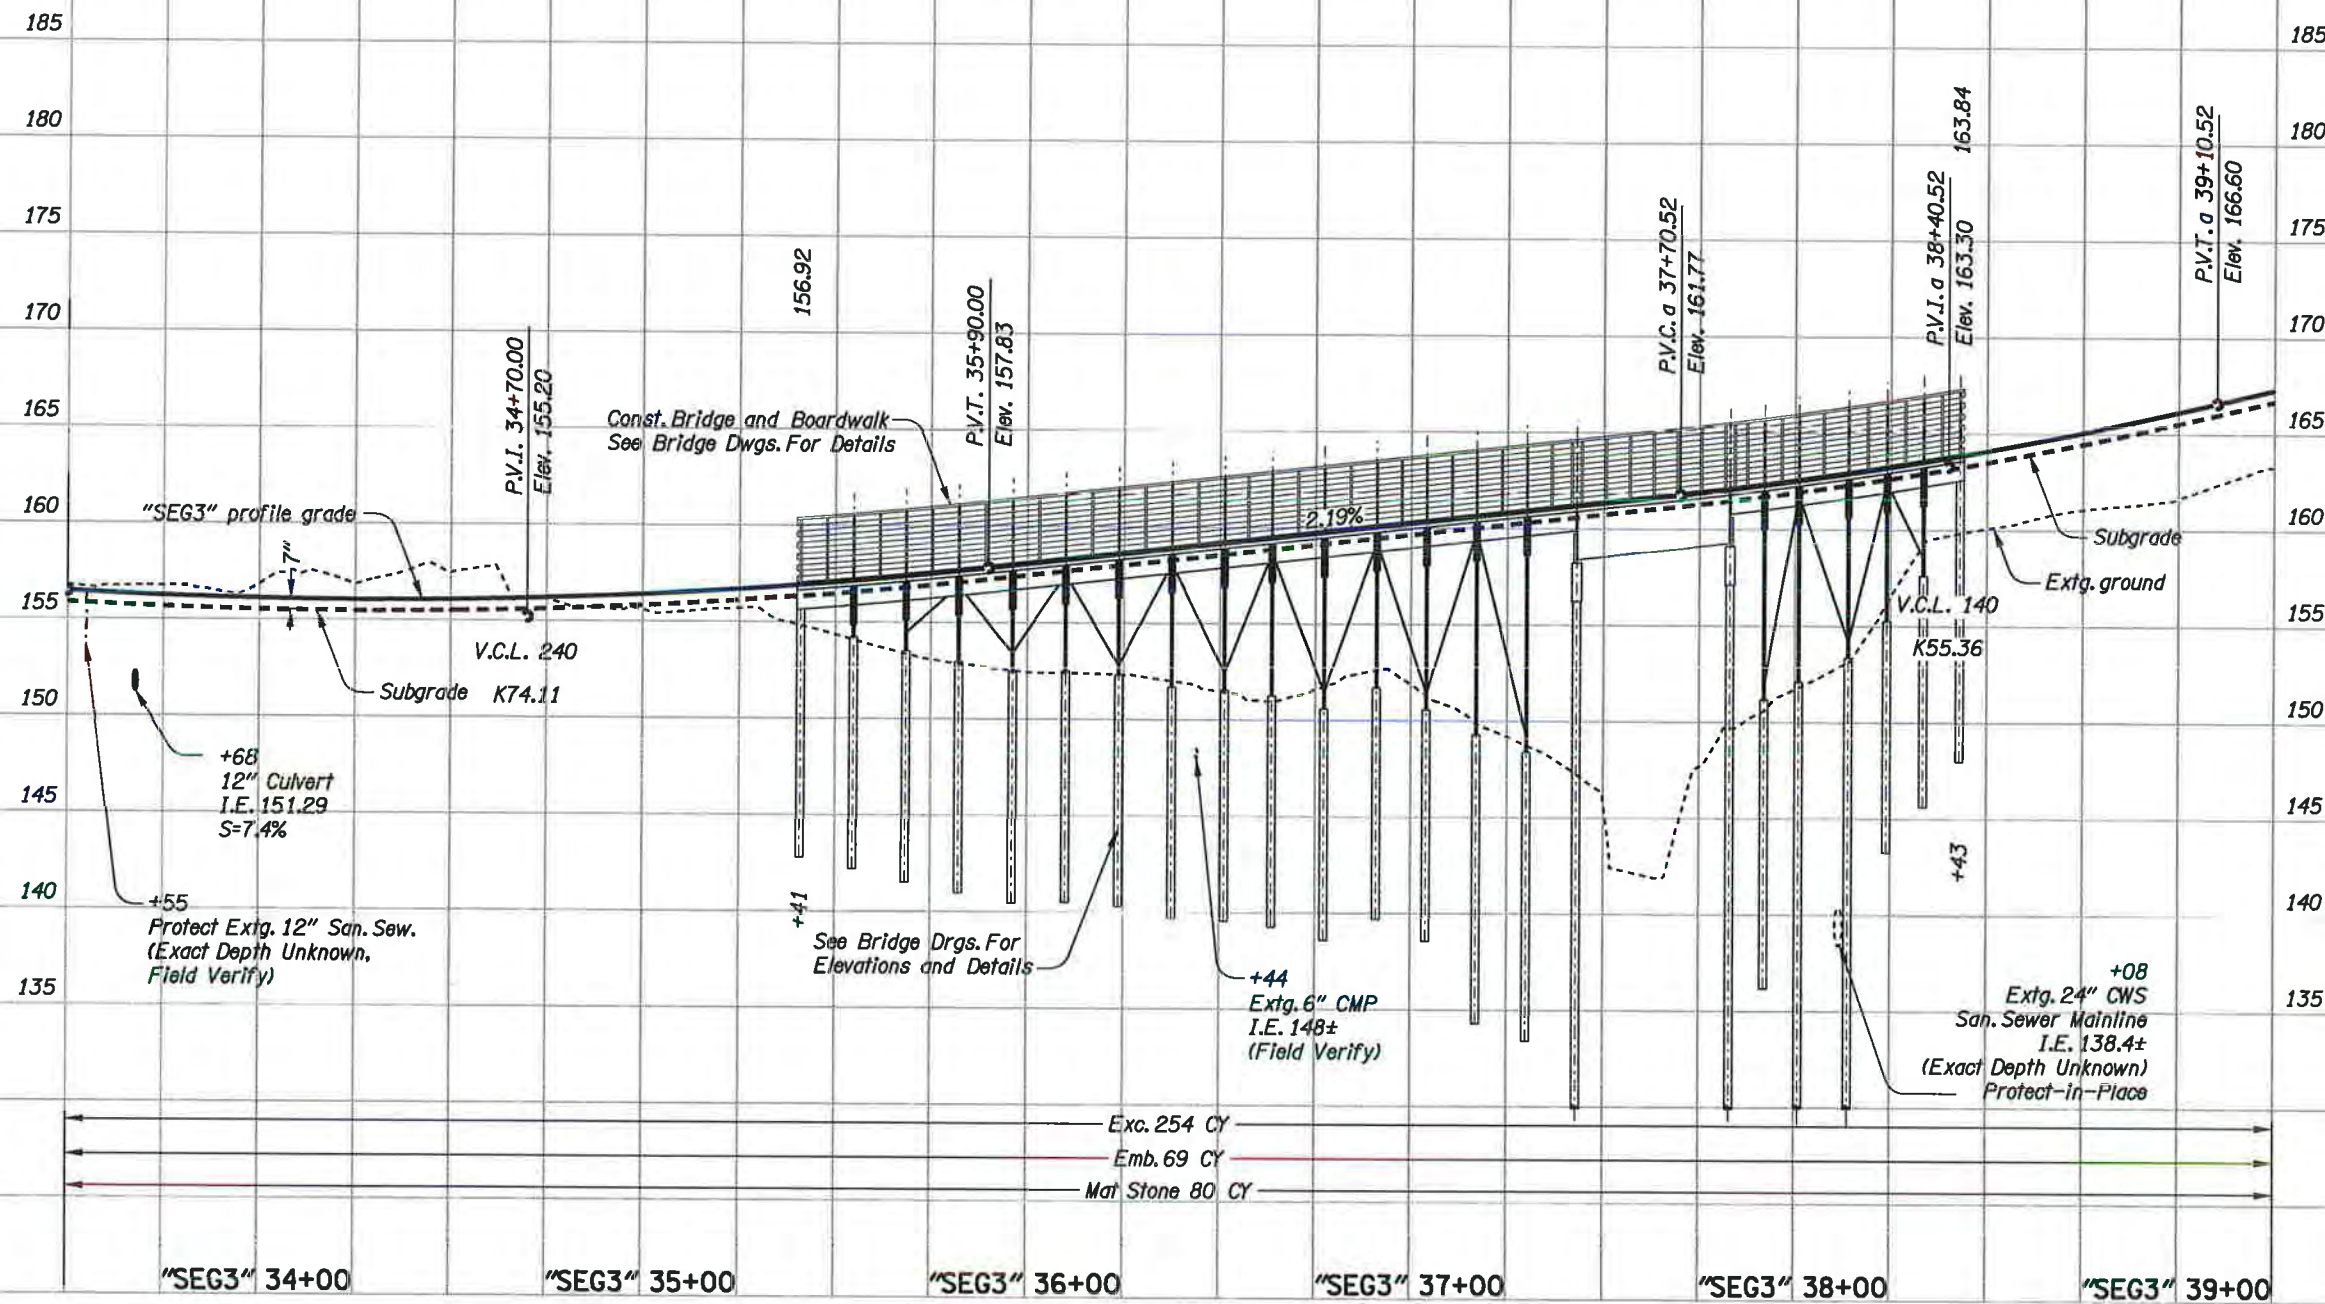 185
180
175
170
165
160
155
150
145
140
135
185
180
175
170
165
160
155
150
145
140
135
"SEG3" profile grade
7"
P.V.I. 34+70.00
Elev. 155.20
V.C.L. 240
K74.11
Subgrade
+68
12" Culvert
I.E. 151.29
S=7.4%
+55
Protect Extg. 12" San. Sew.
(Exact Depth Unknown,
Field Verify)
156.92
Const. Bridge and Boardwalk
See Bridge Dwgs. For Details
P.V.T. 35+90.00
Elev. 157.83
2.19%
+41
See Bridge Drgs. For
Elevations and Details
+44
Extg. 6" CMP
I.E. 148±
(Field Verify)
P.V.C. a 37+70.52
Elev. 161.77
P.V.I. a 38+40.52
Elev. 163.30
163.84
P.V.T. a 39+10.52
Elev. 166.60
Subgrade
Extg. ground
V.C.L. 140
K55.36
+43
+08
Extg. 24" CWS
San. Sewer Mainline
I.E. 138.4±
(Exact Depth Unknown)
Protect-in-Place
Exc. 254 CY
Emb. 69 CY
Mat Stone 80 CY
"SEG3" 34+00
"SEG3" 35+00
"SEG3" 36+00
"SEG3" 37+00
"SEG3" 38+00
"SEG3" 39+00